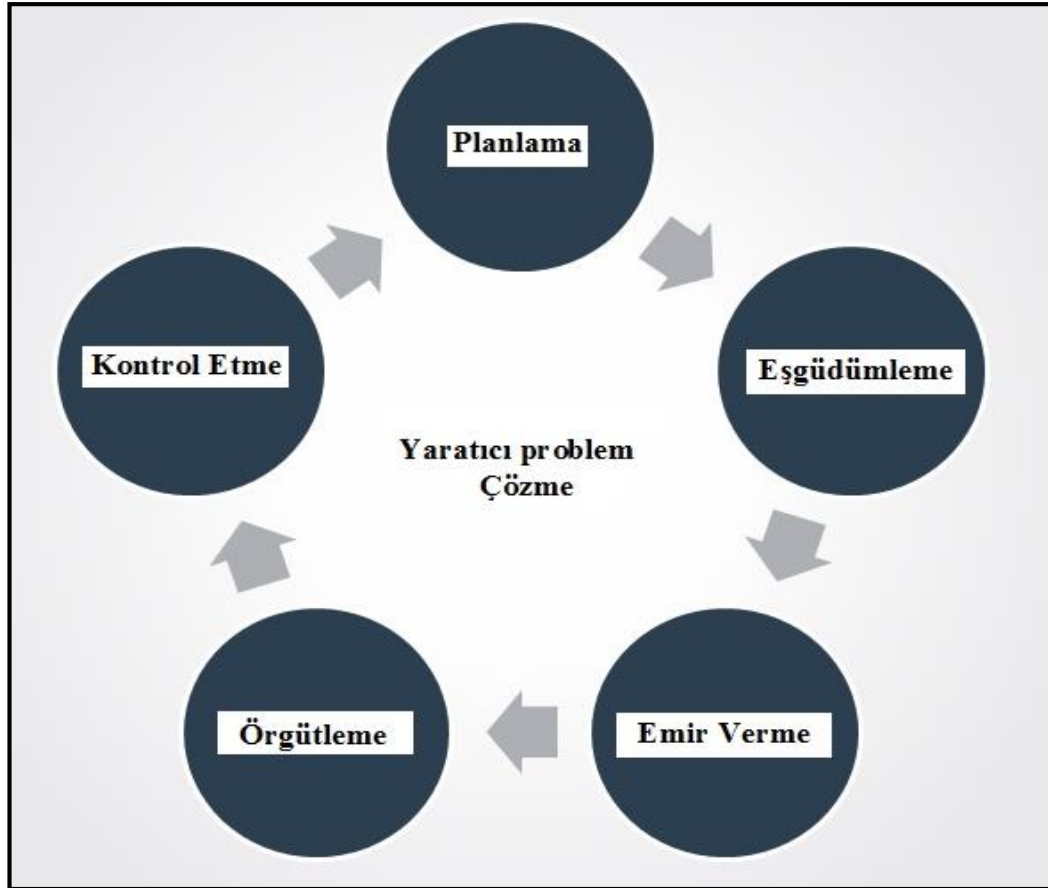 Planlama
Eşgüdümleme
Emir Verme
Örgütleme
Kontrol Etme
Yaratıcı problem
Çözme